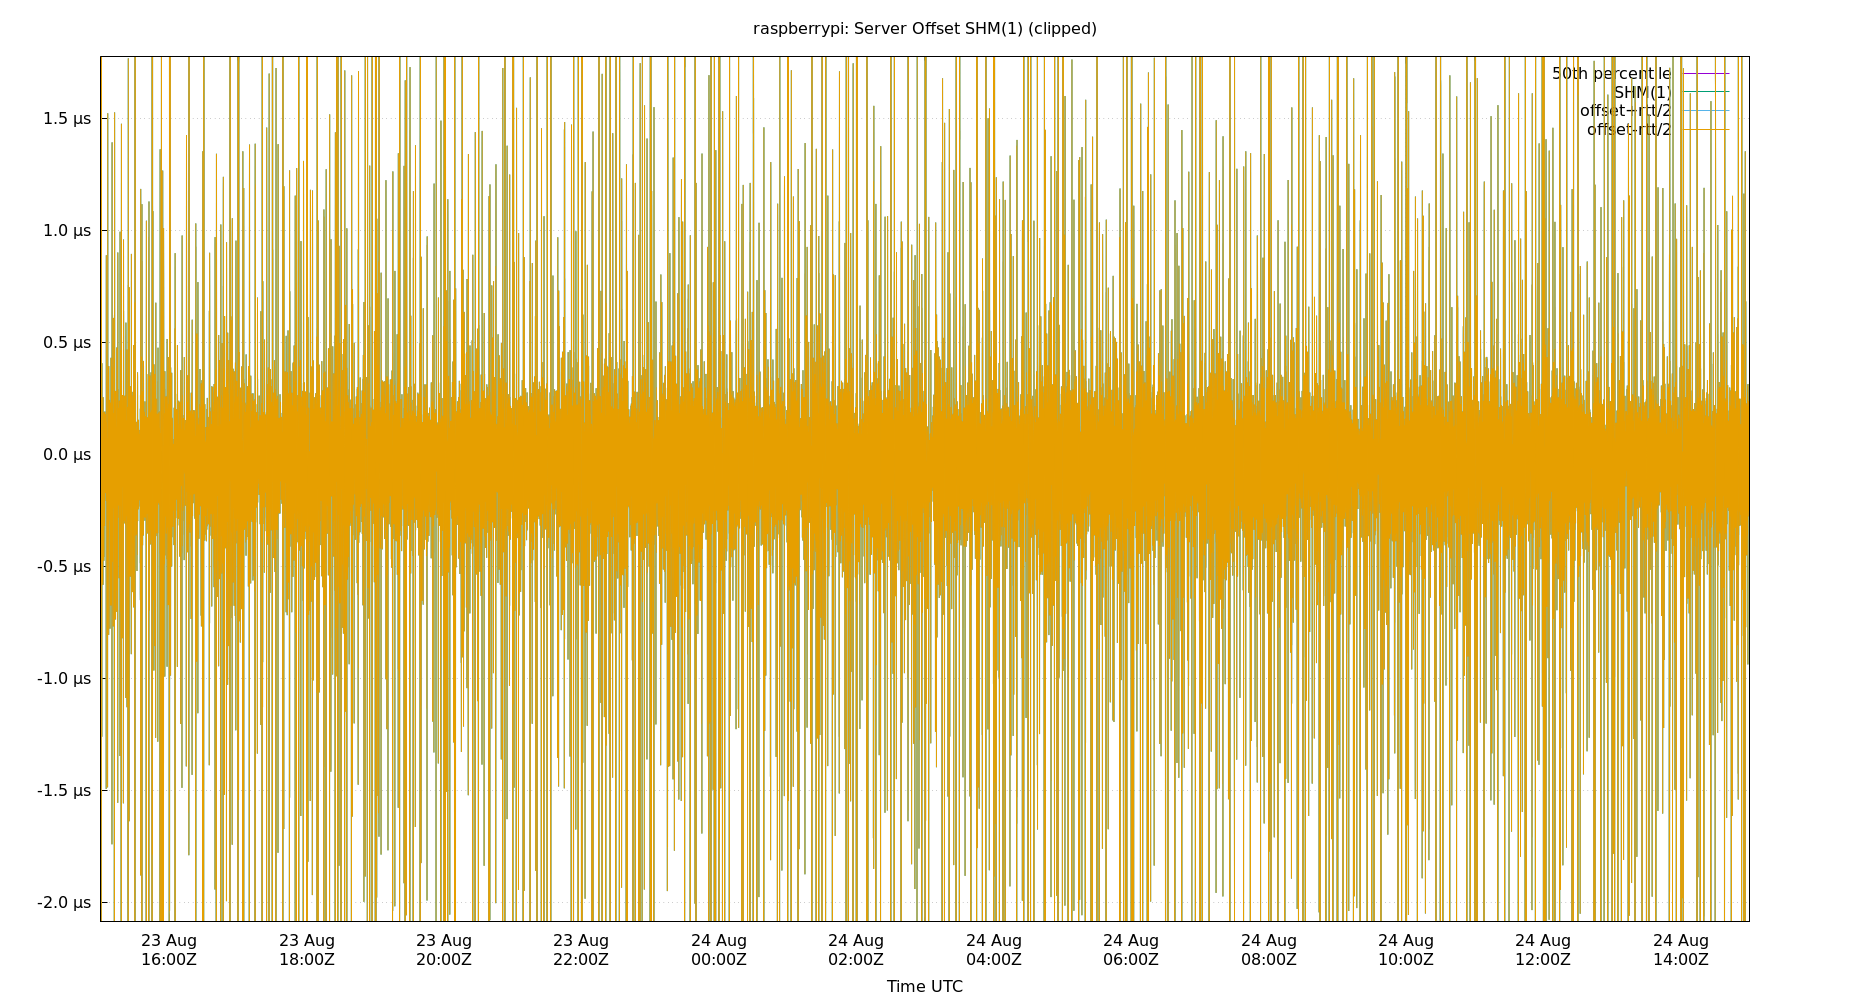 raspberrypi: Server Offset SHM(1) (clipped)
50th percentile
SHM(1)
offset+rtt/2
offset-rtt/2
1.5 μs
1.0 μs
0.5 μs
0.0 μs
-0.5 μs
-1.0 μs
-1.5 μs
-2.0 μs
23 Aug 23 Aug 23 Aug 23 Aug 24 Aug 24 Aug 24 Aug 24 Aug 24 Aug 24 Aug 24 Aug 24 Aug
16:00Z 18:00Z 20:00Z 22:00Z 00:00Z 02:00Z 04:00Z 06:00Z 08:00Z 10:00Z 12:00Z 14:00Z
Time UTC